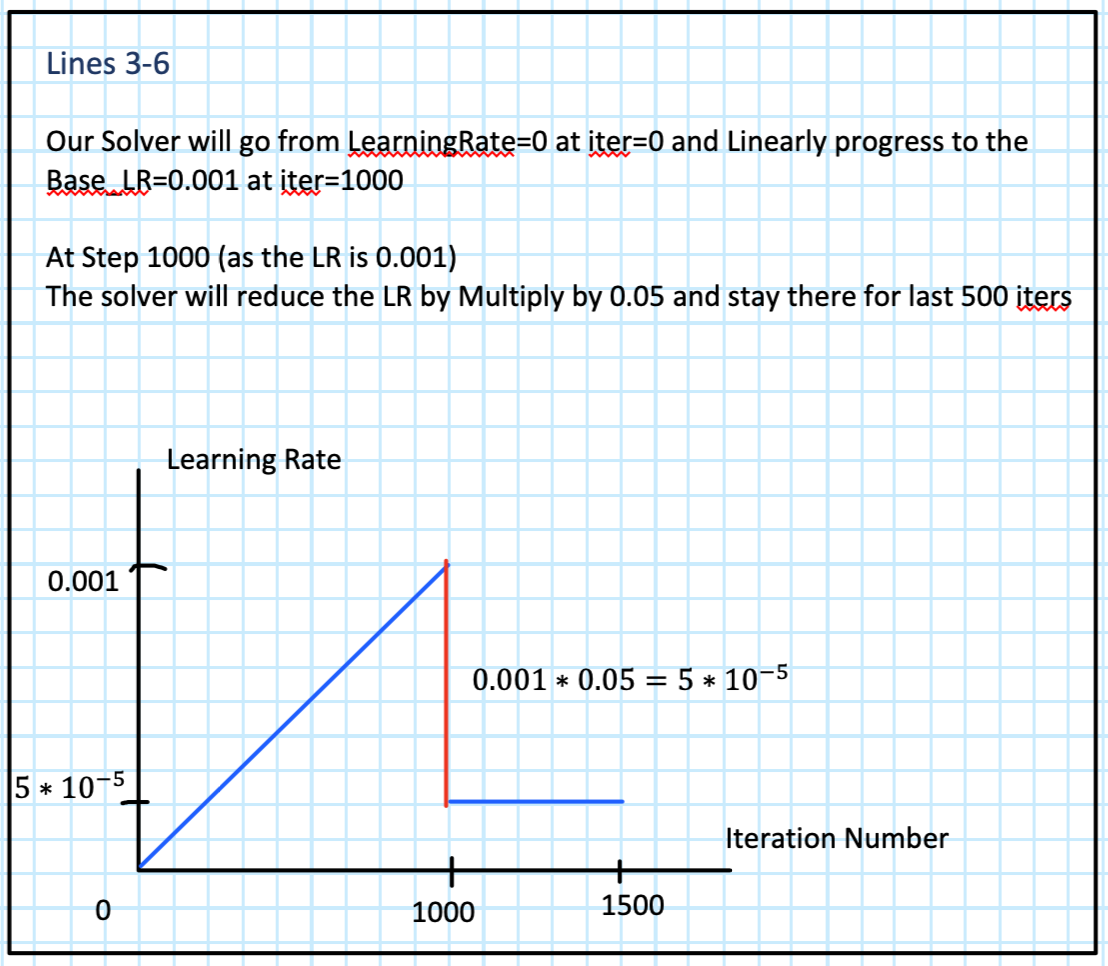 Lines 3-6
Our Solver will go from LearningRate=0 at iter=0 and Linearly progress to the
Base_LR=0.001 at iter=1000
At Step 1000 (as the LR is 0.001)
The solver will reduce the LR by Multiply by 0.05 and stay there for last 500 iters
Learning Rate
0.001
0.001 ∗ 0.05 = 5 ∗ 10⁻⁵
5 ∗ 10⁻⁵
Iteration Number
0
1000
1500